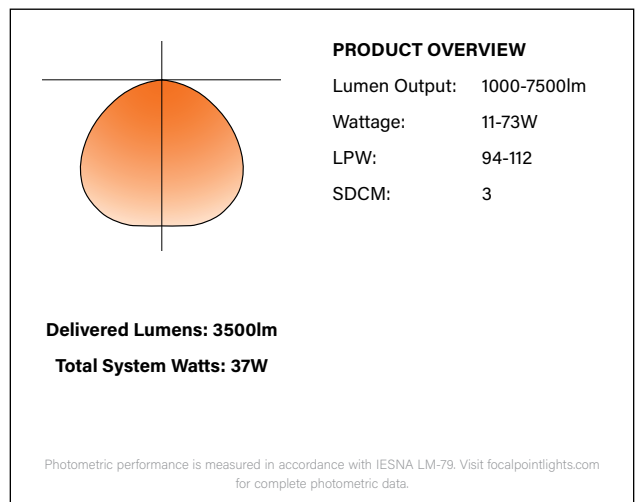 PRODUCT OVERVIEW
Lumen Output: 1000-7500lm
Wattage: 11-73W
LPW: 94-112
SDCM: 3
Delivered Lumens: 3500lm
Total System Watts: 37W
Photometric performance is measured in accordance with IESNA LM-79. Visit focalpointlights.com
for complete photometric data.